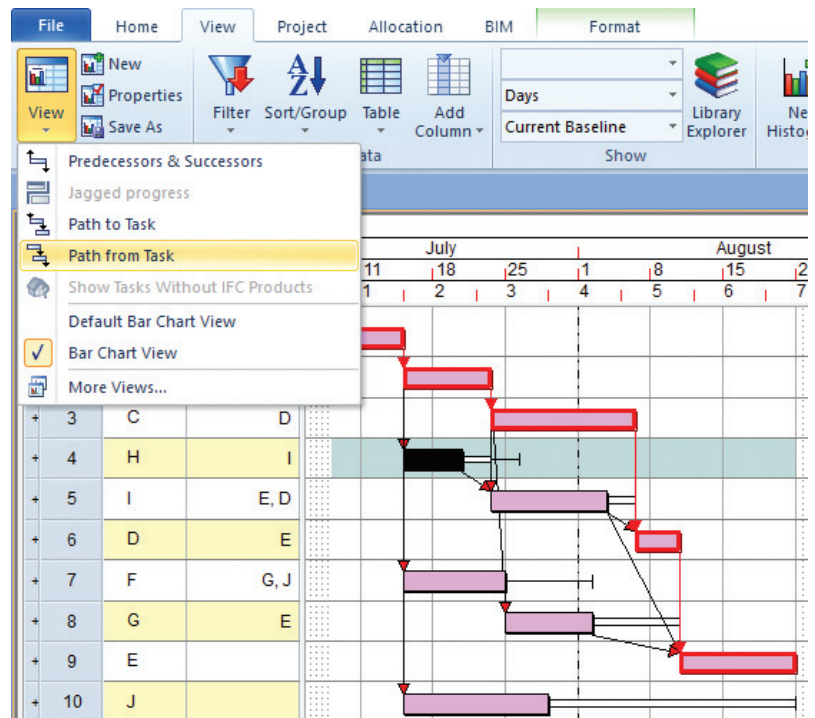 File Home View Project Allocation BIM Format
New
Properties
Save As
View
Filter Sort/Group Table Add Column
Days
Current Baseline
Library Explorer
Show
Predecessors & Successors
Jagged progress
Path to Task
Path from Task
Show Tasks Without IFC Products
Default Bar Chart View
Bar Chart View
More Views...
July August
11 18 25 1 8 15
1 2 3 4 5 6 7
+ 3 C D
+ 4 H I
+ 5 I E, D
+ 6 D E
+ 7 F G, J
+ 8 G E
+ 9 E
+ 10 J